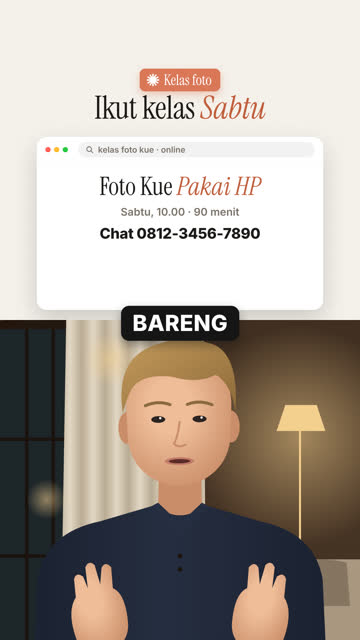 Kelas foto
Ikut kelas Sabtu
kelas foto kue · online
Foto Kue Pakai HP
Sabtu, 10.00 · 90 menit
Chat 0812-3456-7890
BARENG